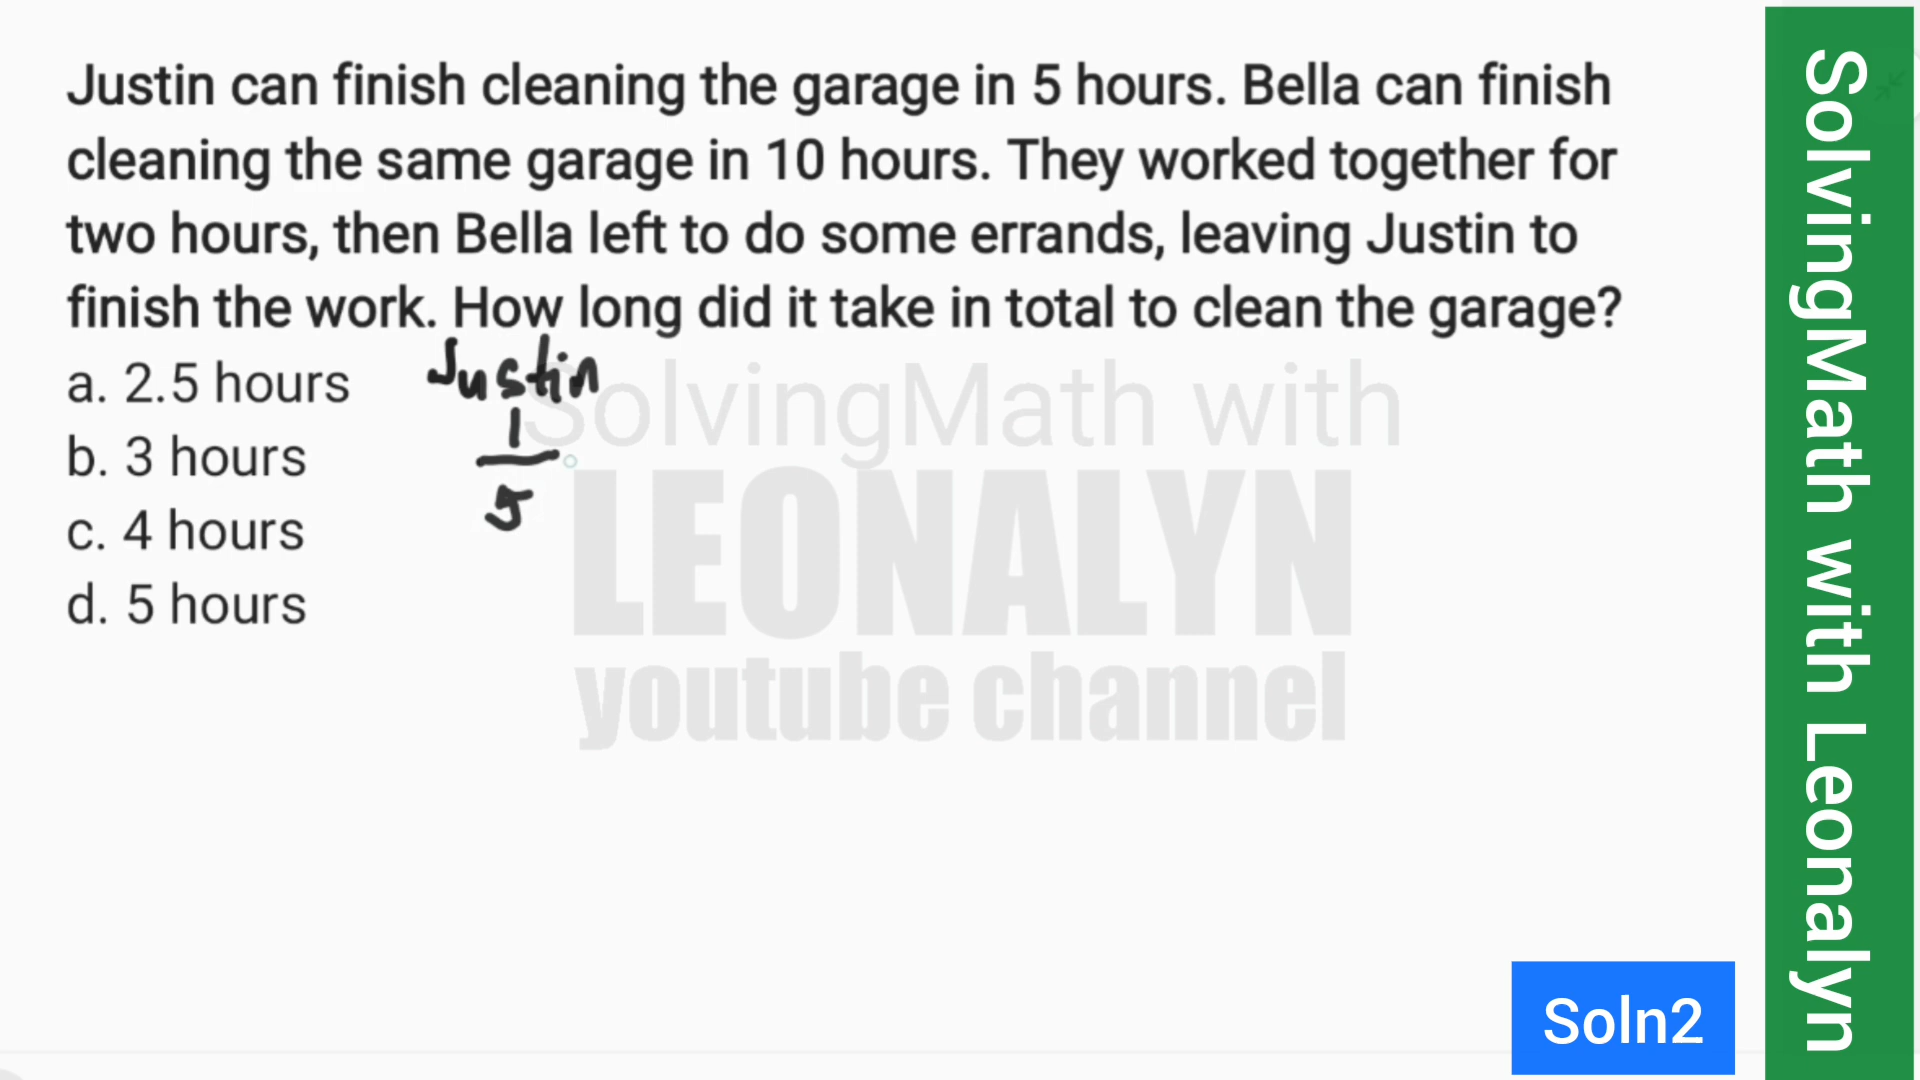 Justin can finish cleaning the garage in 5 hours. Bella can finish
cleaning the same garage in 10 hours. They worked together for
two hours, then Bella left to do some errands, leaving Justin to
finish the work. How long did it take in total to clean the garage?
a. 2.5 hours
b. 3 hours
c. 4 hours
d. 5 hours
Justin
1
5
SolvingMath with
LEONALYN
youtube channel
Soln2
SolvingMath with Leonalyn